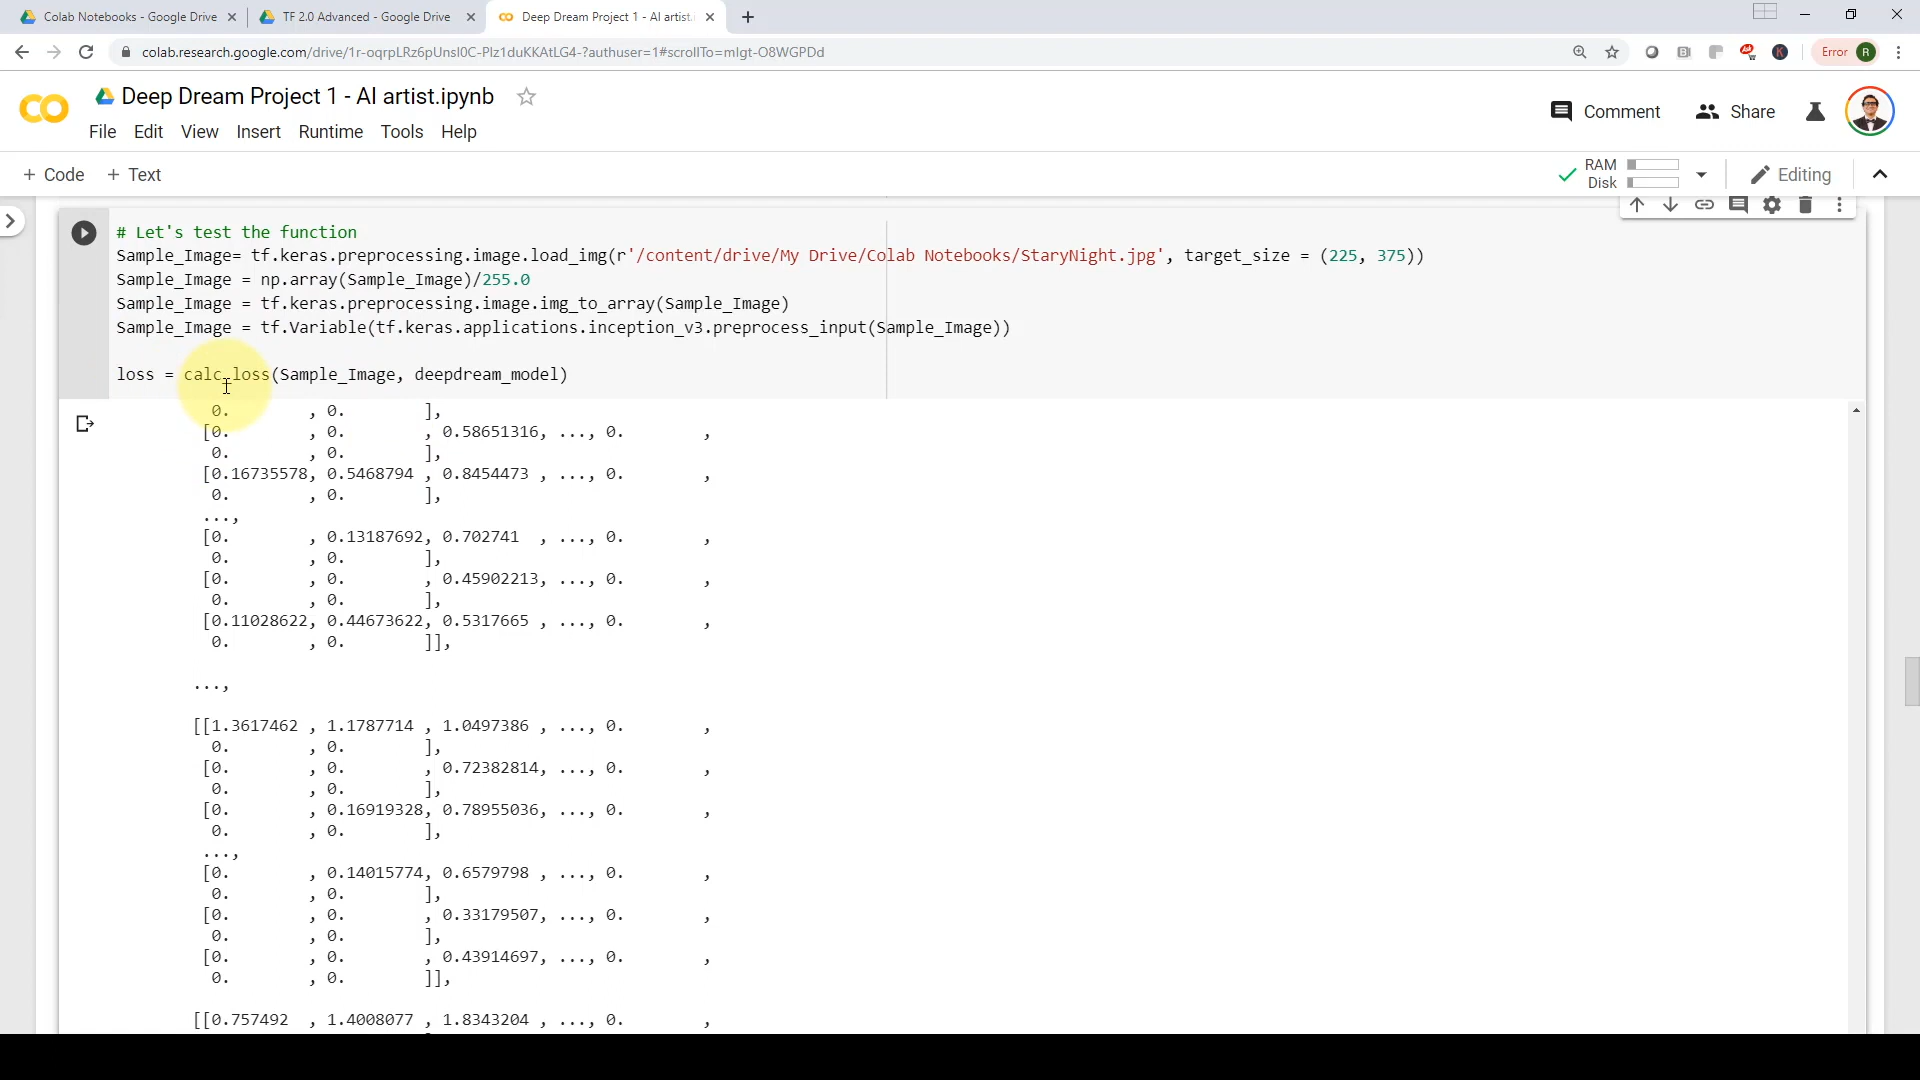 Colab Notebooks - Google Drive
TF 2.0 Advanced - Google Drive
Deep Dream Project 1 - AI artist.
colab.research.google.com/drive/1r-oqrpLRz6pUnsI0C-PIz1duKKAtLG4-?authuser=1#scrollTo=mIgt-O8WGPDd
Error R
Deep Dream Project 1 - AI artist.ipynb
Comment Share
File Edit View Insert Runtime Tools Help
+ Code + Text
RAM
Disk
Editing
# Let's test the function
Sample_Image= tf.keras.preprocessing.image.load_img(r'/content/drive/My Drive/Colab Notebooks/StaryNight.jpg', target_size = (225, 375))
Sample_Image = np.array(Sample_Image)/255.0
Sample_Image = tf.keras.preprocessing.image.img_to_array(Sample_Image)
Sample_Image = tf.Variable(tf.keras.applications.inception_v3.preprocess_input(Sample_Image))
loss = calc_loss(Sample_Image, deepdream_model)
0. , 0. ],
[0. , 0. , 0.58651316, ..., 0. ,
0. , 0. ],
[0.16735578, 0.5468794 , 0.8454473 , ..., 0. ,
0. , 0. ],
...,
[0. , 0.13187692, 0.702741 , ..., 0. ,
0. , 0. ],
[0. , 0. , 0.45902213, ..., 0. ,
0. , 0. ],
[0.11028622, 0.44673622, 0.5317665 , ..., 0. ,
0. , 0. ]],
...,
[[1.3617462 , 1.1787714 , 1.0497386 , ..., 0. ,
0. , 0. ],
[0. , 0. , 0.72382814, ..., 0. ,
0. , 0. ],
[0. , 0.16919328, 0.78955036, ..., 0. ,
0. , 0. ],
...,
[0. , 0.14015774, 0.6579798 , ..., 0. ,
0. , 0. ],
[0. , 0. , 0.33179507, ..., 0. ,
0. , 0. ],
[0. , 0. , 0.43914697, ..., 0. ,
0. , 0. ]],
[[0.757492 , 1.4008077 , 1.8343204 , ..., 0. ,